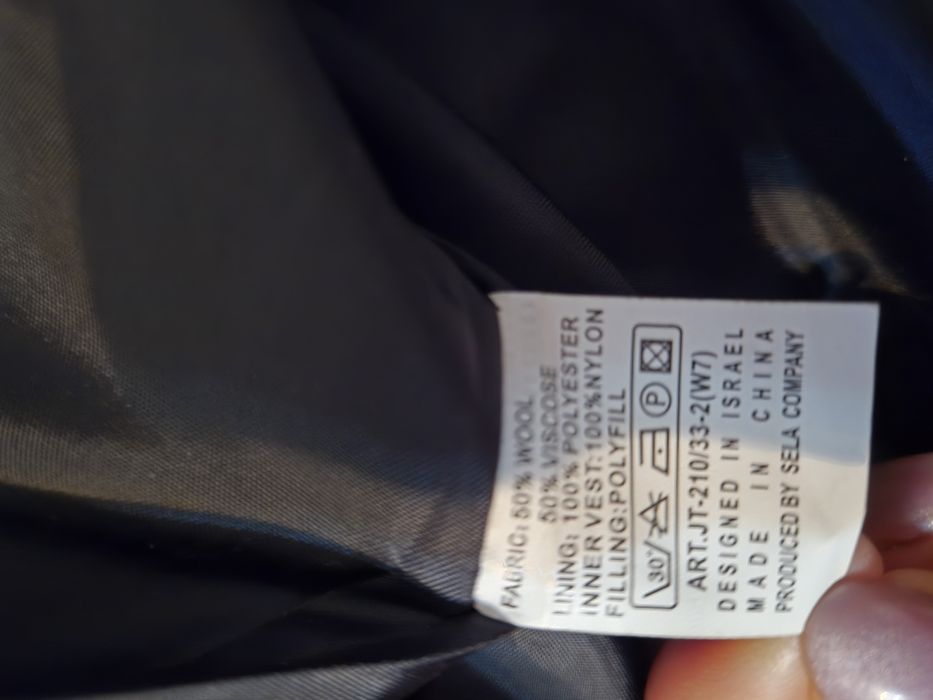 FABRIC: 50% WOOL
50% VISCOSE
LINING: 100% POLYESTER
INNER VEST:100%NYLON
FILLING:POLYFILL
30° P
ART.JT-210/33-2(W7)
DESIGNED IN ISRAEL
MADE IN CHINA
PRODUCED BY SELA COMPANY